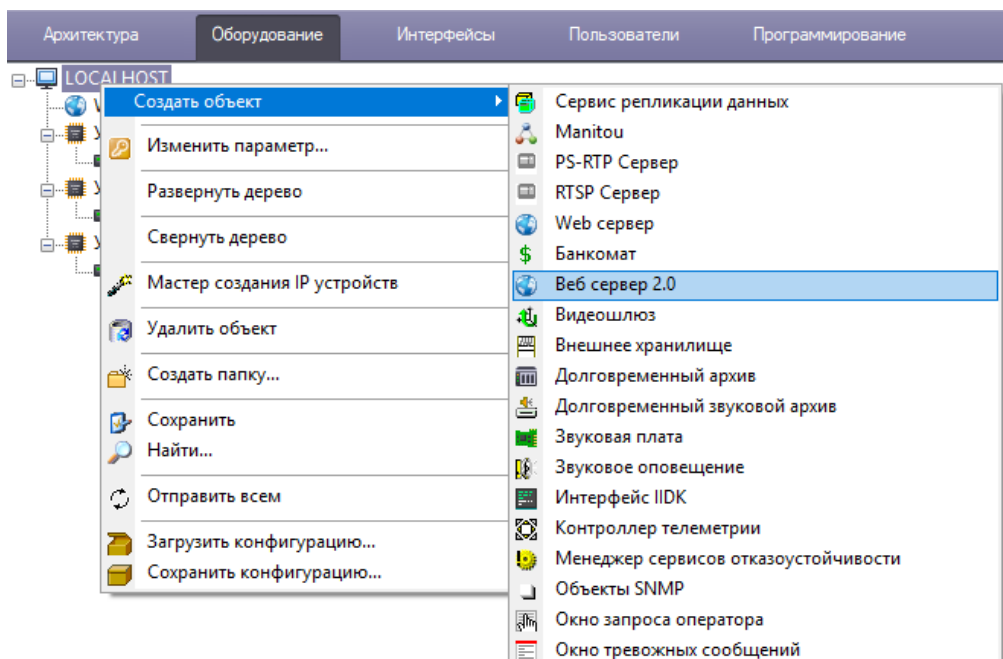 Архитектура Оборудование Интерфейсы Пользователи Программирование
LOCALHOST
Создать объект
Изменить параметр...
Развернуть дерево
Свернуть дерево
Мастер создания IP устройств
Удалить объект
Создать папку...
Сохранить
Найти...
Отправить всем
Загрузить конфигурацию...
Сохранить конфигурацию...
Сервис репликации данных
Manitou
PS-RTP Сервер
RTSP Сервер
Web сервер
Банкомат
Веб сервер 2.0
Видеошлюз
Внешнее хранилище
Долговременный архив
Долговременный звуковой архив
Звуковая плата
Звуковое оповещение
Интерфейс IIDK
Контроллер телеметрии
Менеджер сервисов отказоустойчивости
Объекты SNMP
Окно запроса оператора
Окно тревожных сообщений